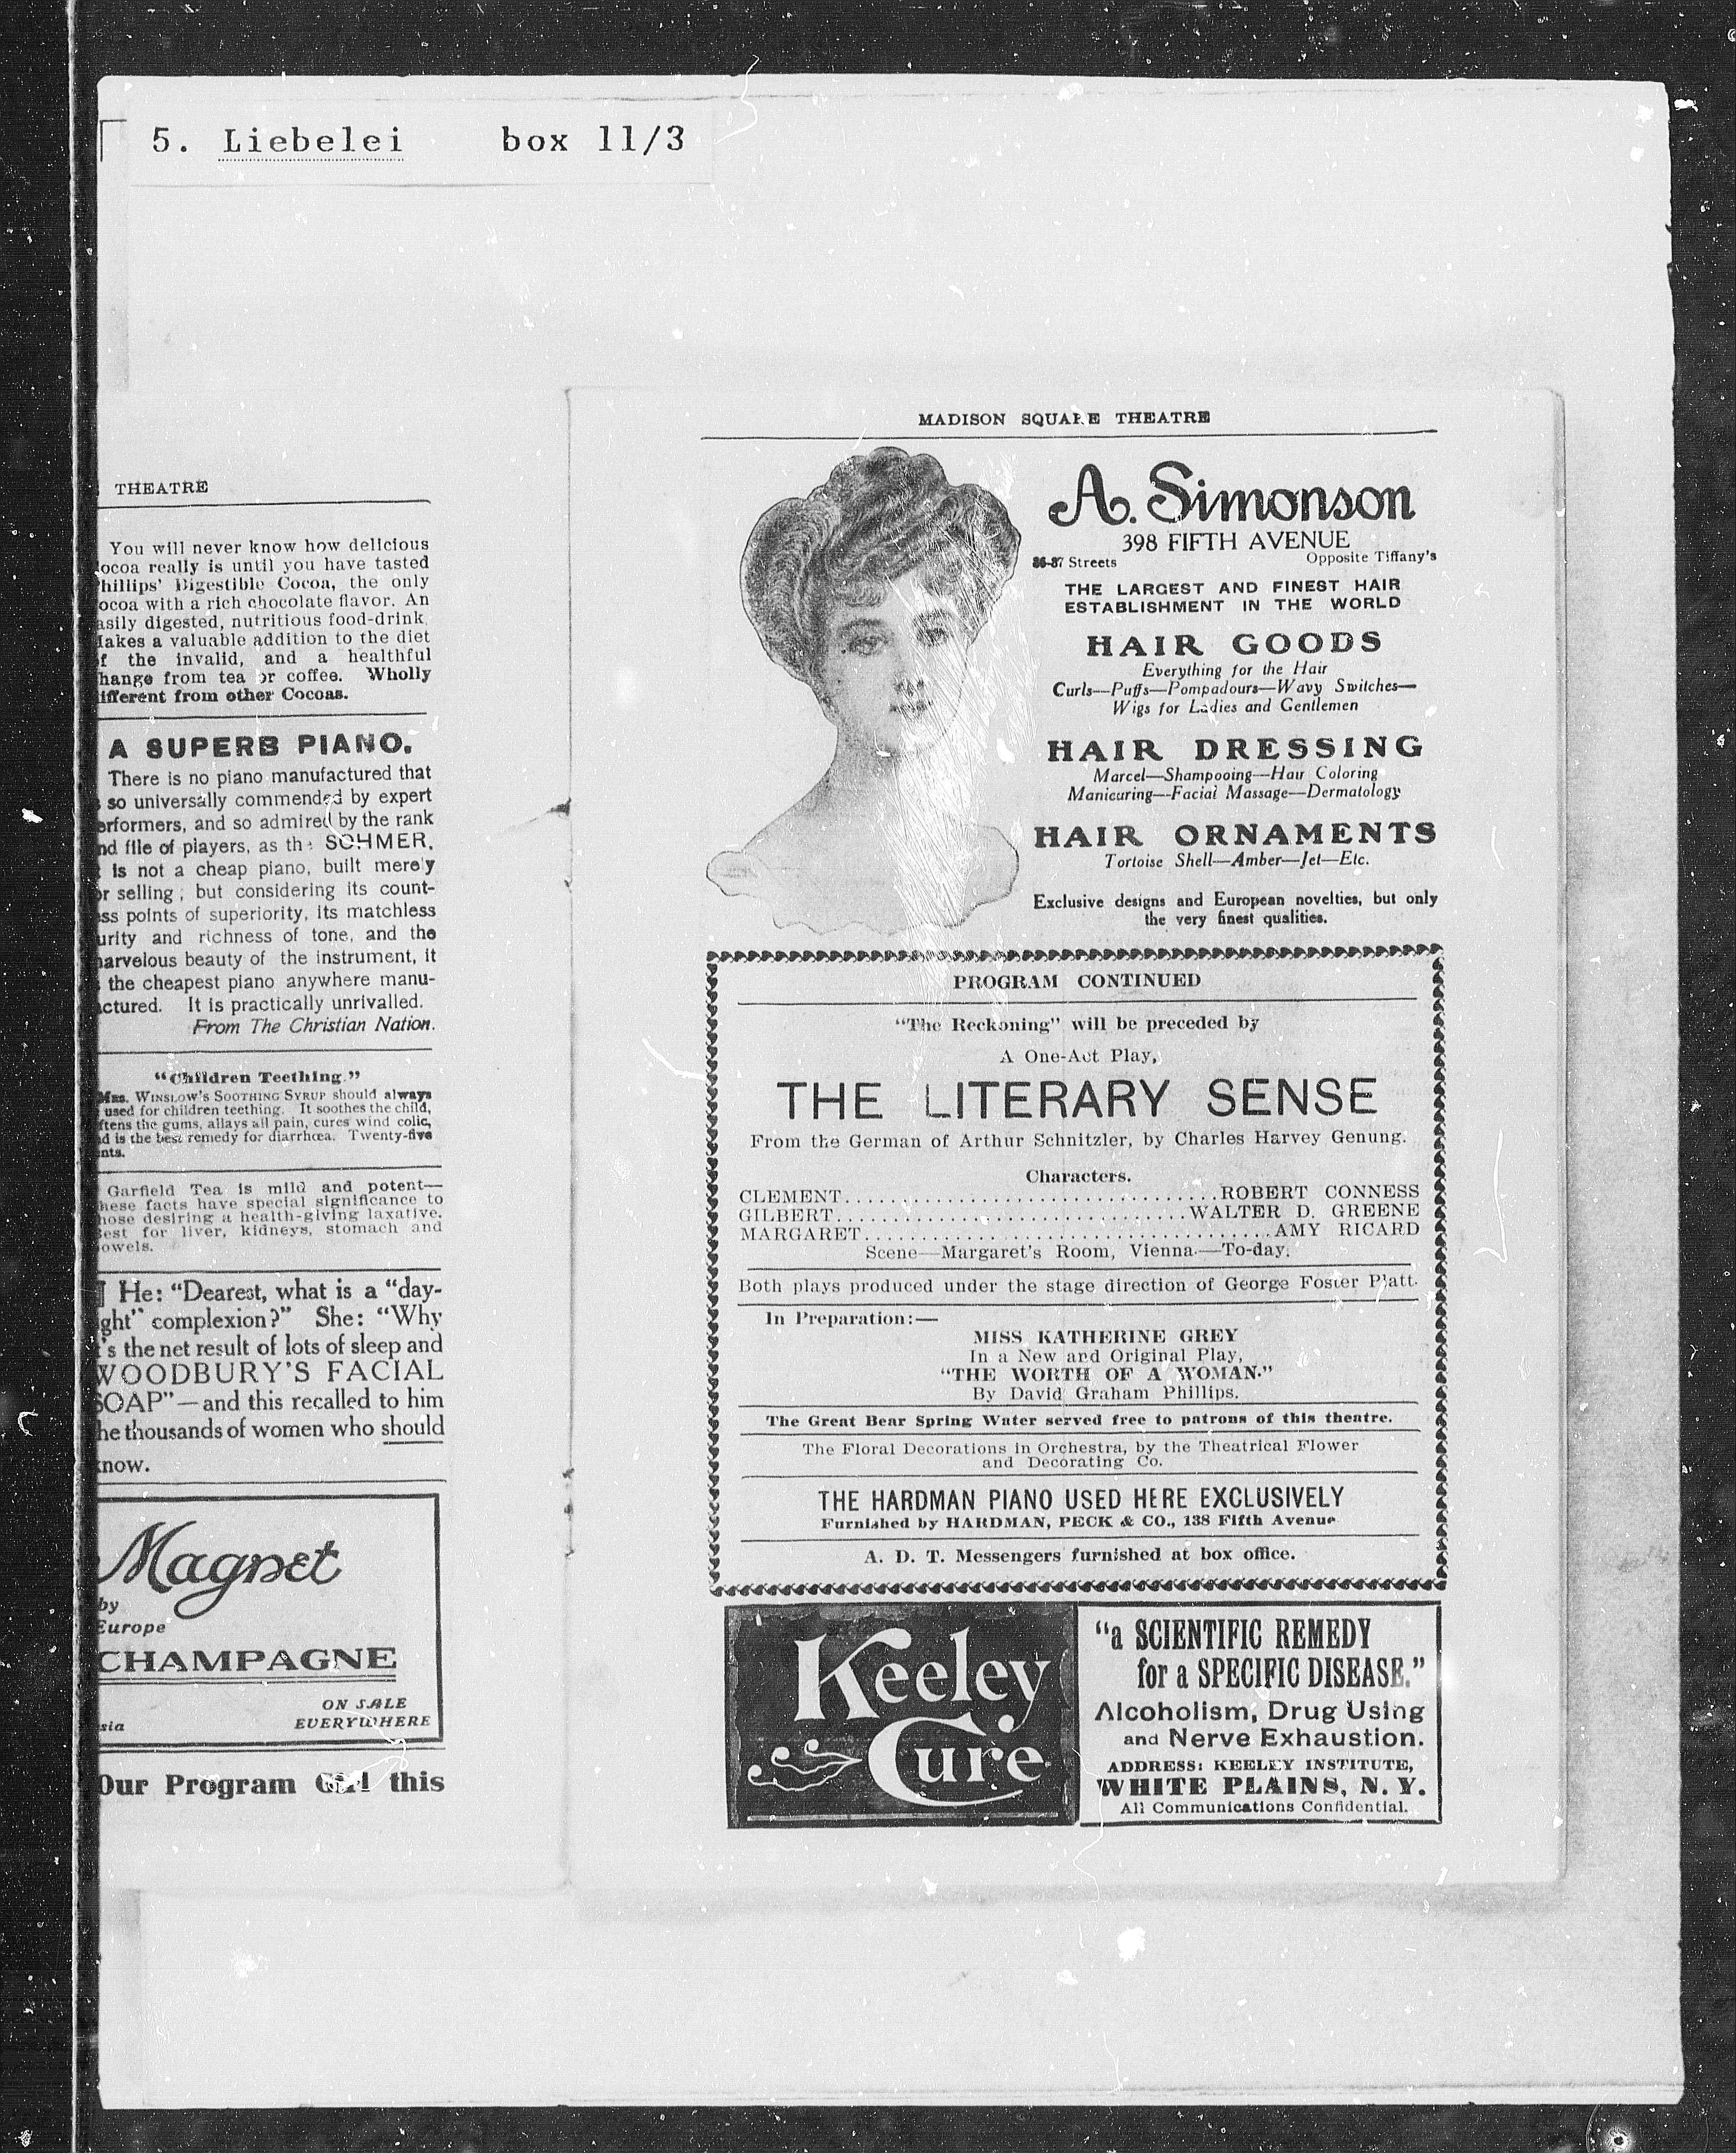 5. Liebelei box 11/3
THEATRE
You will never know how delicious
ocoa really is until you have tasted
hillips' Digestible Cocoa, the only
ocoa with a rich chocolate flavor. An
asily digested, nutritious food-drink.
akes a valuable addition to the diet
f the invalid, and a healthful
hange from tea or coffee. Wholly
ifferent from other Cocoas.
A SUPERB PIANO.
There is no piano manufactured that
so universally commended by expert
erformers, and so admired by the rank
nd file of players, as the SOHMER.
is not a cheap piano, built merely
or selling; but considering its count-
ess points of superiority, its matchless
urity and richness of tone, and the
arvelous beauty of the instrument, it
the cheapest piano anywhere manu-
actured. It is practically unrivalled.
From The Christian Nation.
"Children Teething."
Mrs. Winslow's Soothing Syrup should always
used for children teething. It soothes the child,
ftens the gums, allays all pain, cures wind colic,
nd is the best remedy for diarrhœa. Twenty-five
nts.
Garfield Tea is mild and potent—
hese facts have special significance to
hose desiring a health-giving laxative.
Best for liver, kidneys, stomach and
owels.
He: "Dearest, what is a "day-
ght" complexion?" She: "Why
t's the net result of lots of sleep and
WOODBURY'S FACIAL
SOAP"—and this recalled to him
he thousands of women who should
know.
Magnet
by
Europe
CHAMPAGNE
ON SALE
sia EVERYWHERE
Our Program Girl this
MADISON SQUARE THEATRE
A. Simonson
398 FIFTH AVENUE
36-37 Streets Opposite Tiffany's
THE LARGEST AND FINEST HAIR
ESTABLISHMENT IN THE WORLD
HAIR GOODS
Everything for the Hair
Curls—Puffs—Pompadours—Wavy Switches—
Wigs for Ladies and Gentlemen
HAIR DRESSING
Marcel—Shampooing—Hair Coloring
Manicuring—Facial Massage—Dermatology
HAIR ORNAMENTS
Tortoise Shell—Amber—Jet—Etc.
Exclusive designs and European novelties, but only
the very finest qualities.
PROGRAM CONTINUED
"The Reckoning" will be preceded by
A One-Act Play,
THE LITERARY SENSE
From the German of Arthur Schnitzler, by Charles Harvey Genung.
Characters.
CLEMENT................................ROBERT CONNESS
GILBERT..............................WALTER D. GREENE
MARGARET...................................AMY RICARD
Scene—Margaret's Room, Vienna.—To-day.
Both plays produced under the stage direction of George Foster Platt.
In Preparation:—
MISS KATHERINE GREY
In a New and Original Play,
"THE WORTH OF A WOMAN."
By David Graham Phillips.
The Great Bear Spring Water served free to patrons of this theatre.
The Floral Decorations in Orchestra, by the Theatrical Flower
and Decorating Co.
THE HARDMAN PIANO USED HERE EXCLUSIVELY
Furnished by HARDMAN, PECK & CO., 138 Fifth Avenue
A. D. T. Messengers furnished at box office.
Keeley
Cure
"a SCIENTIFIC REMEDY
for a SPECIFIC DISEASE."
Alcoholism, Drug Using
and Nerve Exhaustion.
ADDRESS: KEELEY INSTITUTE,
WHITE PLAINS, N. Y.
All Communications Confidential.